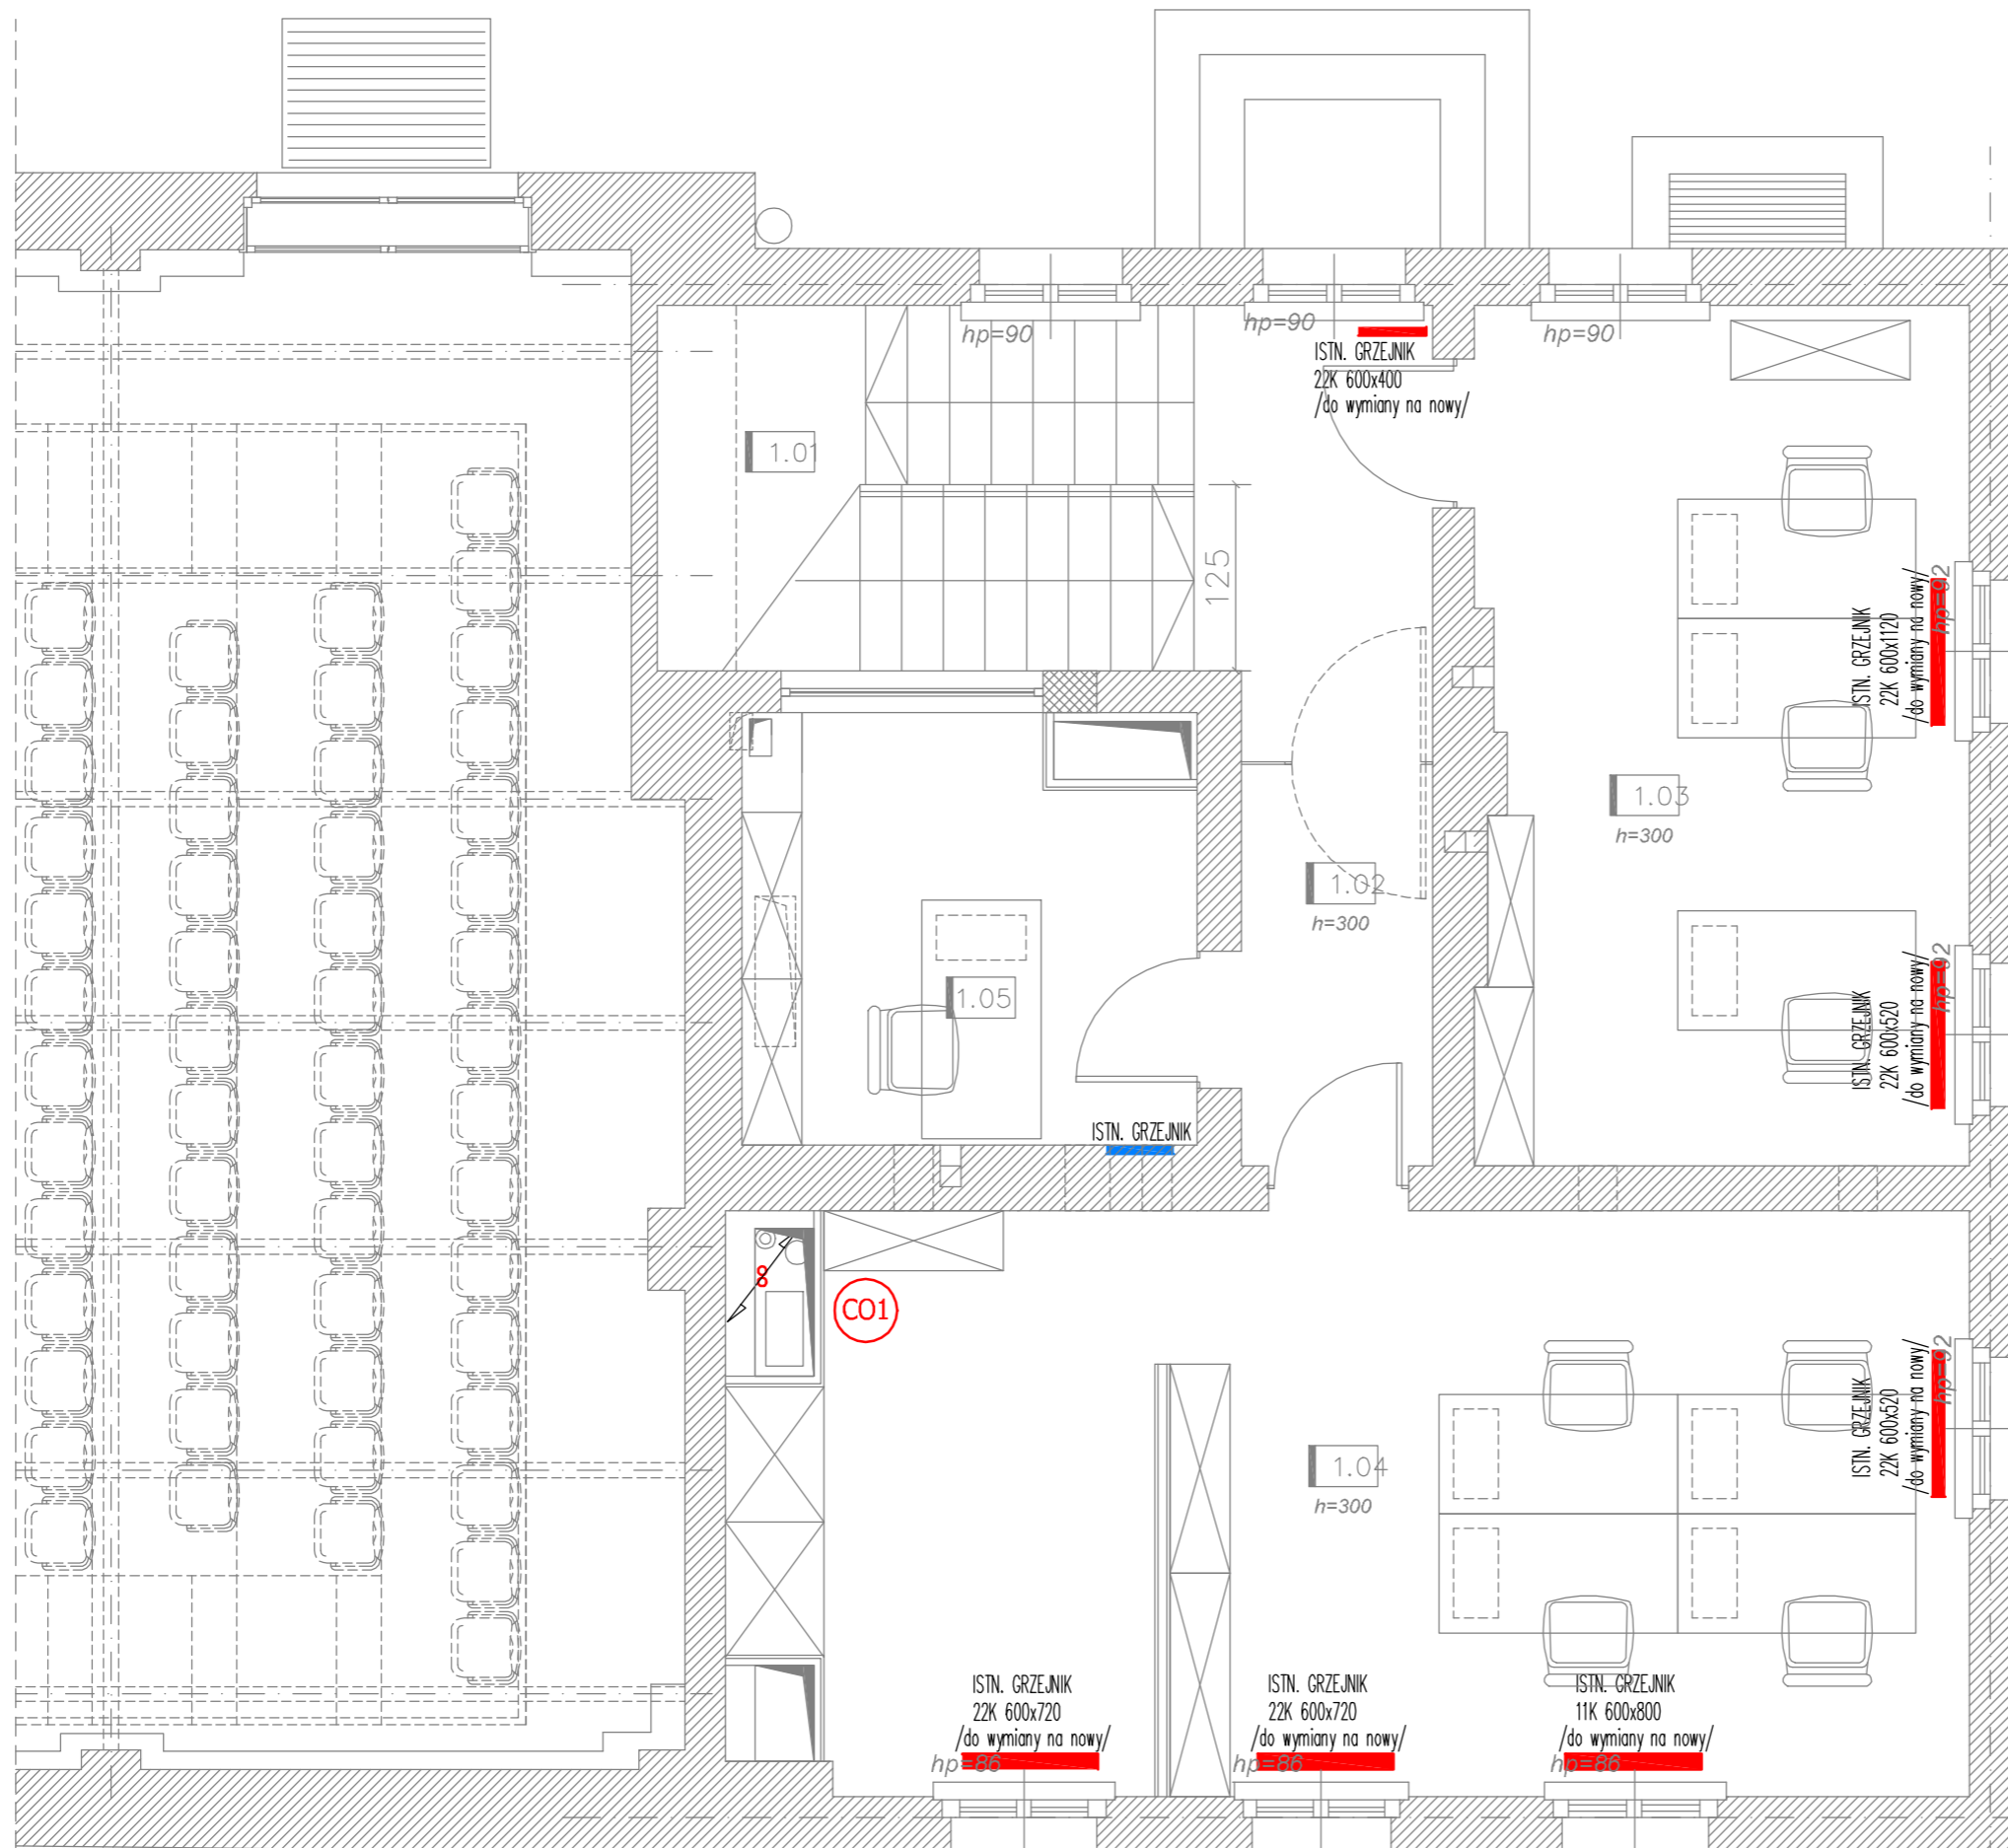 hp=90
hp=90
hp=90
ISTN. GRZEJNIK
22K 600x400
/do wymiany na nowy/
1.01
125
hp=92
ISTN. GRZEJNIK
22K 600x1120
/do wymiany na nowy/
1.03
h=300
1.02
h=300
1.05
hp=92
ISTN. GRZEJNIK
22K 600x520
/do wymiany na nowy/
ISTN. GRZEJNIK
8
CO1
hp=92
ISTN. GRZEJNIK
22K 600x520
/do wymiany na nowy/
1.04
h=300
ISTN. GRZEJNIK
22K 600x720
/do wymiany na nowy/
hp=86
ISTN. GRZEJNIK
22K 600x720
/do wymiany na nowy/
hp=86
ISTN. GRZEJNIK
11K 600x800
/do wymiany na nowy/
hp=86